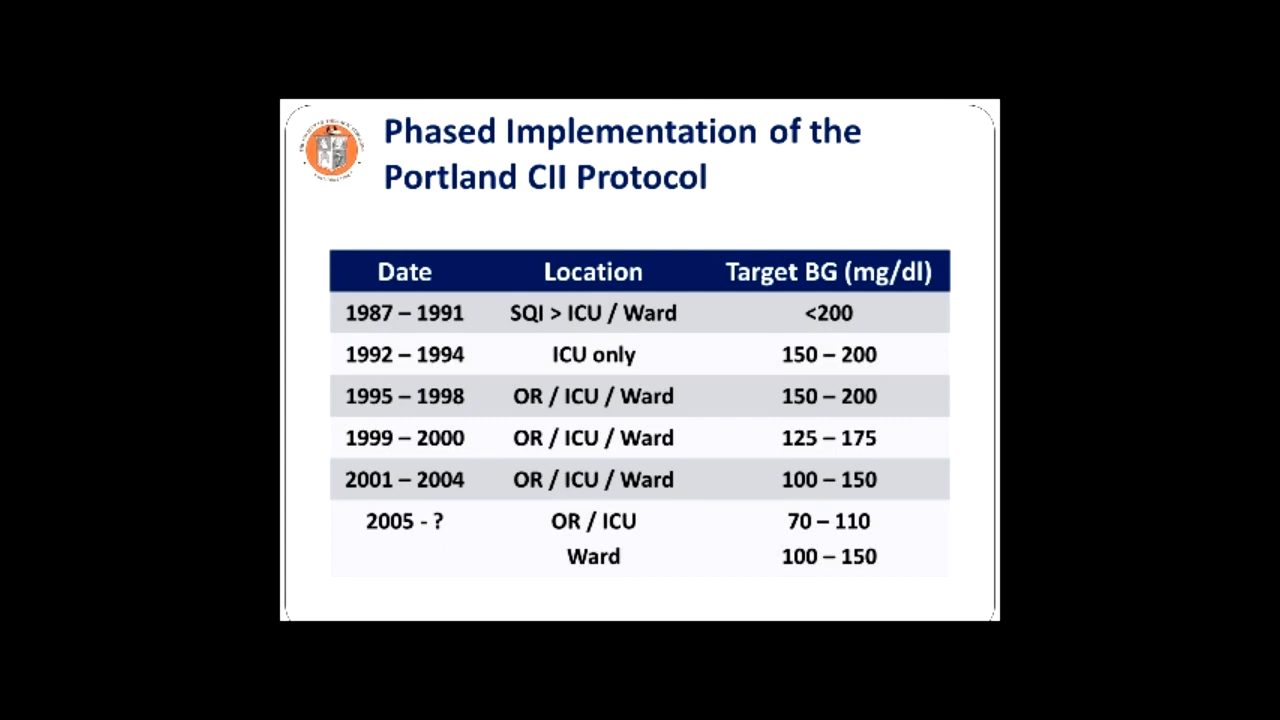 Phased Implementation of the
Portland CII Protocol
Date Location Target BG (mg/dl)
1987 – 1991 SQI > ICU / Ward <200
1992 – 1994 ICU only 150 – 200
1995 – 1998 OR / ICU / Ward 150 – 200
1999 – 2000 OR / ICU / Ward 125 – 175
2001 – 2004 OR / ICU / Ward 100 – 150
2005 - ? OR / ICU 70 – 110
Ward 100 – 150